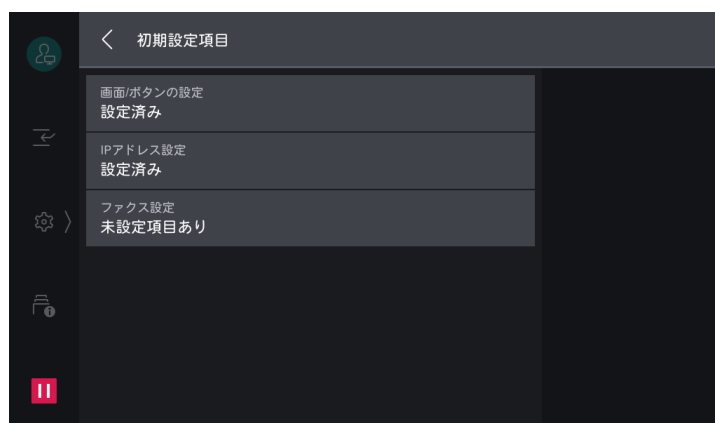 初期設定項目
画面/ボタンの設定
設定済み
IPアドレス設定
設定済み
ファクス設定
未設定項目あり